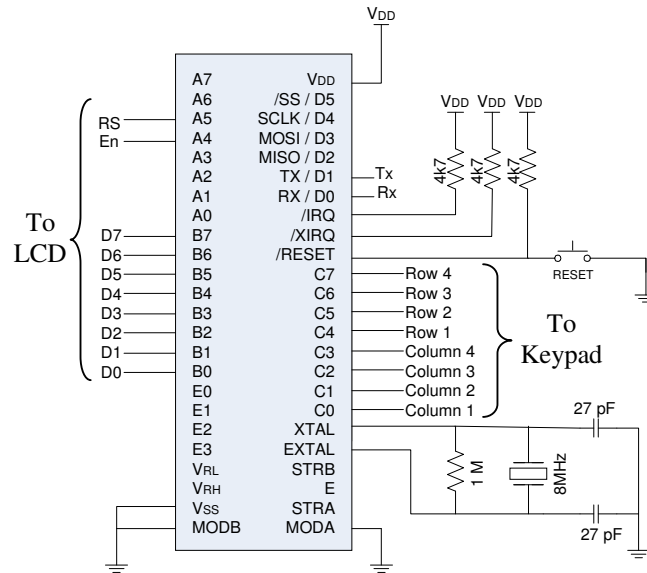 VDD
A7 VDD
A6 /SS / D5
RS A5 SCLK / D4
En A4 MOSI / D3
A3 MISO / D2
A2 TX / D1 Tx
A1 RX / D0 Rx
A0 /IRQ
D7 B7 /XIRQ
D6 B6 /RESET
D5 B5 C7 Row 4
D4 B4 C6 Row 3
D3 B3 C5 Row 2
D2 B2 C4 Row 1
D1 B1 C3 Column 4
D0 B0 C2 Column 3
E0 C1 Column 2
E1 C0 Column 1
E2 XTAL
E3 EXTAL
VRL STRB
VRH E
VSS STRA
MODB MODA
To
LCD
VDD VDD VDD
4k7 4k7 4k7
RESET
To
Keypad
27 pF
1 M
8MHz
27 pF